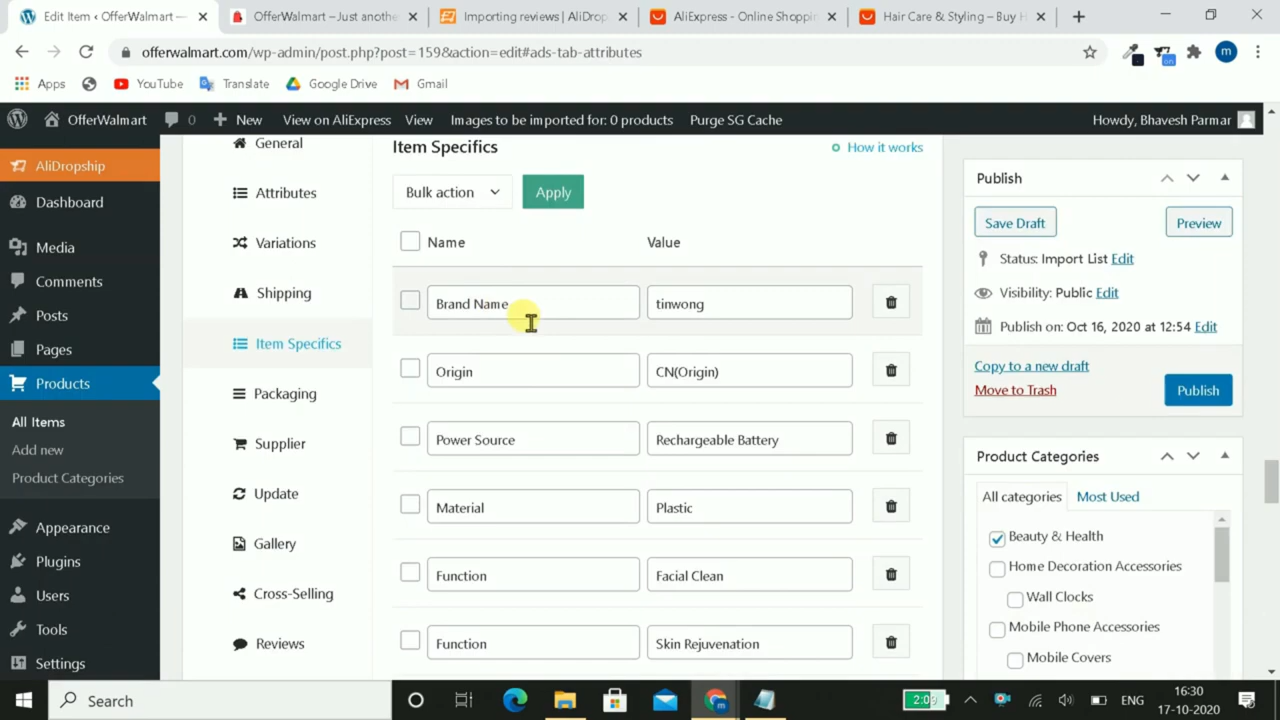 Edit Item ‹ OfferWalmart —
OfferWalmart – Just anothe
Importing reviews | AliDrop
AliExpress - Online Shoppin
Hair Care & Styling – Buy H
offerwalmart.com/wp-admin/post.php?post=159&action=edit#ads-tab-attributes
m
on
Apps
YouTube
Translate
Google Drive
Gmail
OfferWalmart
0
New
View on AliExpress
View
Images to be imported for: 0 products
Purge SG Cache
Howdy, Bhavesh Parmar
AliDropship
Dashboard
Media
Comments
Posts
Pages
Products
All Items
Add new
Product Categories
Appearance
Plugins
Users
Tools
Settings
General
Attributes
Variations
Shipping
Item Specifics
Packaging
Supplier
Update
Gallery
Cross-Selling
Reviews
Item Specifics
How it works
Bulk action
Apply
Name
Value
Brand Name
tinwong
Origin
CN(Origin)
Power Source
Rechargeable Battery
Material
Plastic
Function
Facial Clean
Function
Skin Rejuvenation
Publish
Save Draft
Preview
Status: Import List Edit
Visibility: Public Edit
Publish on: Oct 16, 2020 at 12:54 Edit
Copy to a new draft
Move to Trash
Publish
Product Categories
All categories
Most Used
Beauty & Health
Home Decoration Accessories
Wall Clocks
Mobile Phone Accessories
Mobile Covers
Search
m
2:09
ENG
16:30
17-10-2020